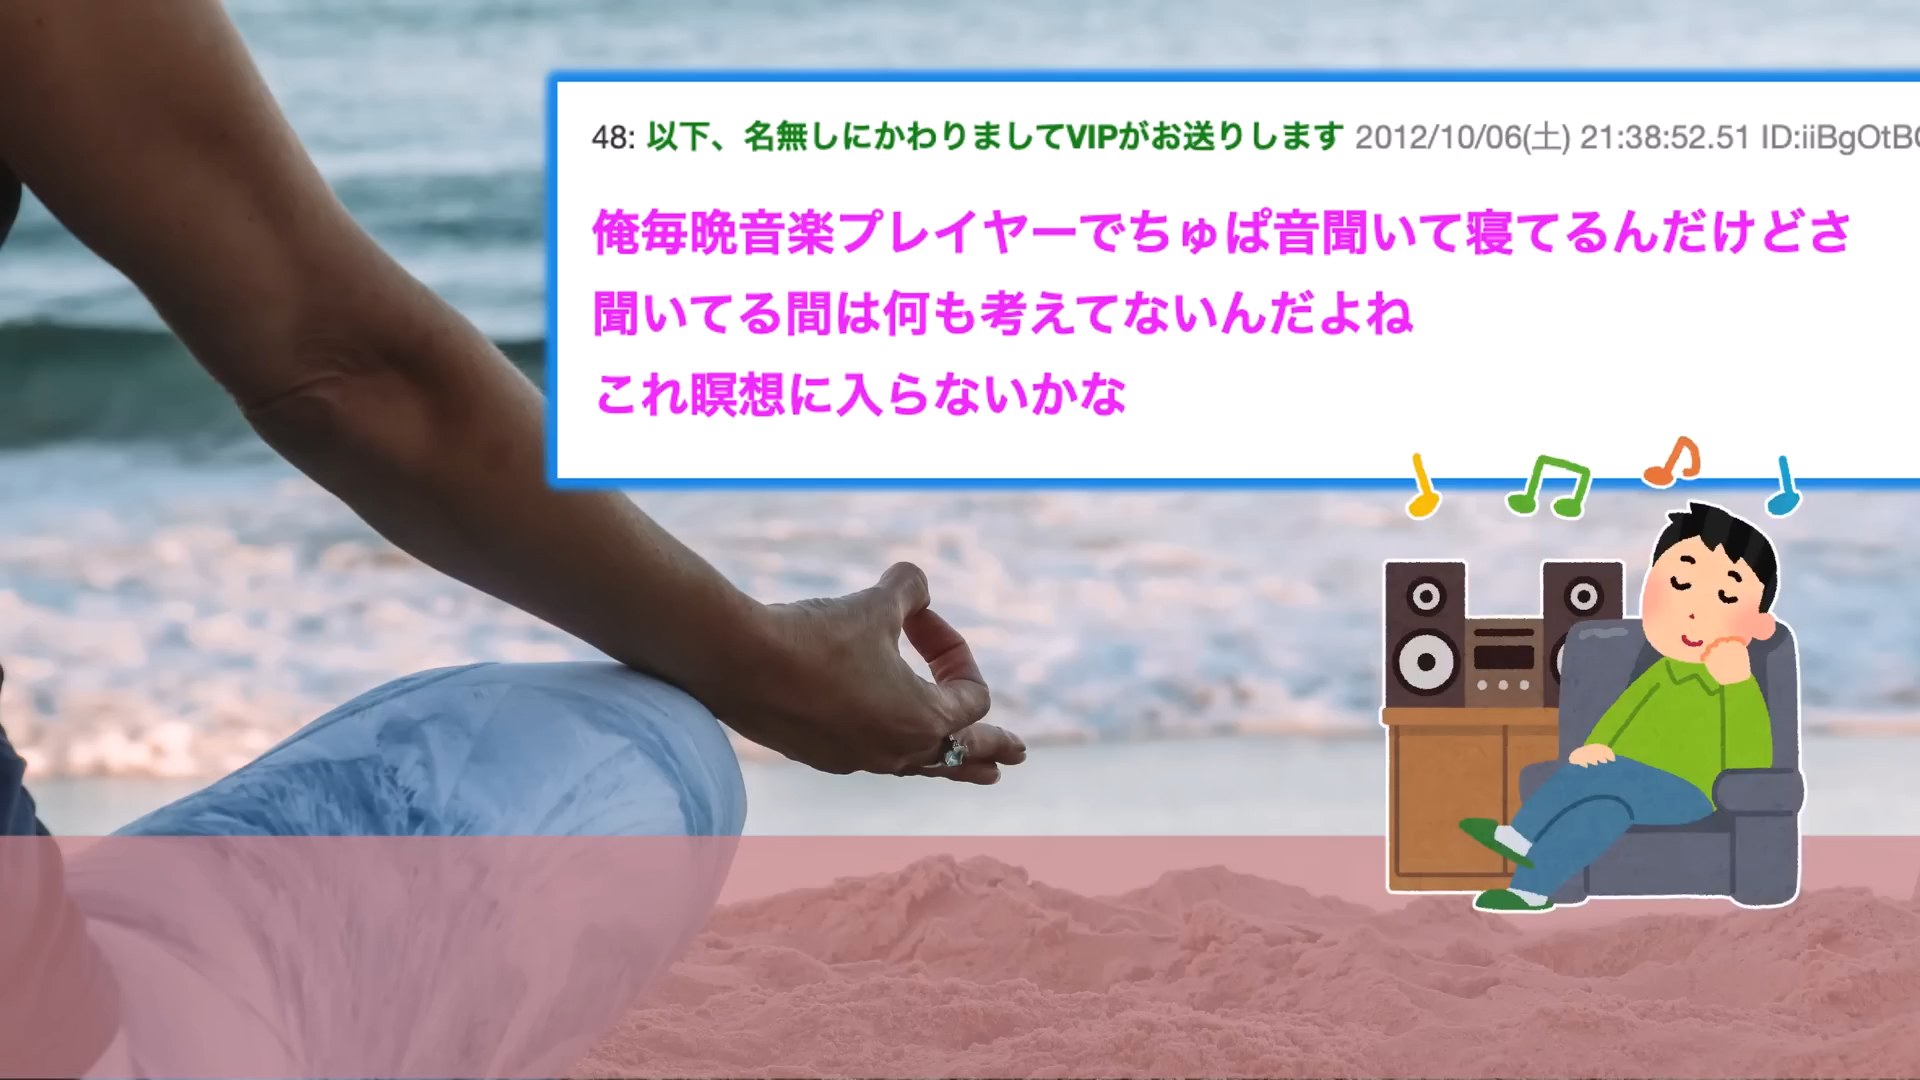 48: 以下、名無しにかわりましてVIPがお送りします 2012/10/06(土) 21:38:52.51 ID:iiBgOtB
俺毎晩音楽プレイヤーでちゅぱ音聞いて寝てるんだけどさ
聞いてる間は何も考えてないんだよね
これ瞑想に入らないかな